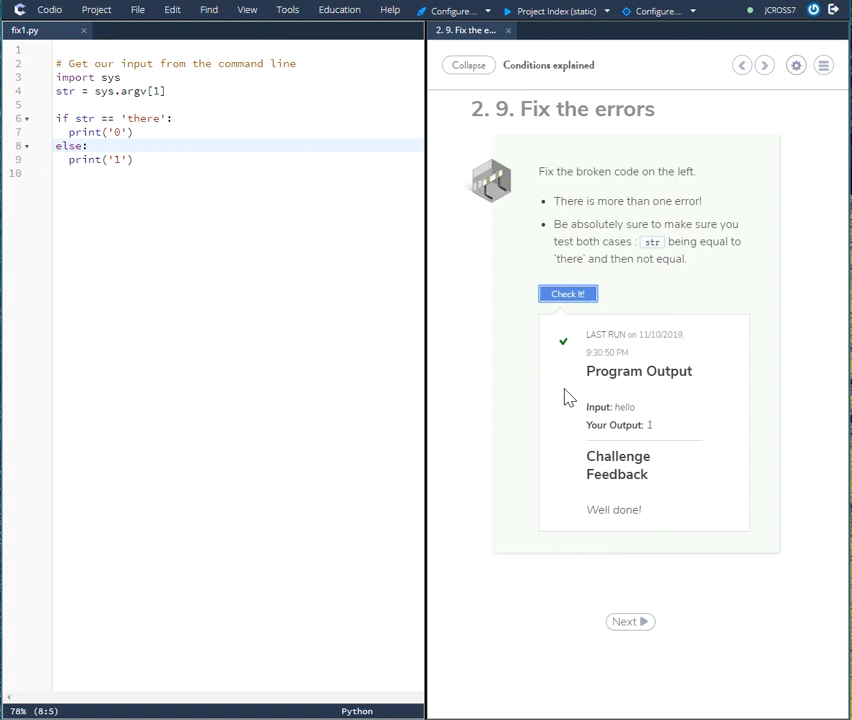 Codio Project File Edit Find View Tools Education Help Configure... Project Index (static) Configure... JCROSS7
fix1.py ×
2. 9. Fix the e... ×
1
2 # Get our input from the command line
3 import sys
4 str = sys.argv[1]
5
6 if str == 'there':
7 print('0')
8 else:
9 print('1')
10
78% (8:5) Python
Collapse Conditions explained
2. 9. Fix the errors
Fix the broken code on the left.
• There is more than one error!
• Be absolutely sure to make sure you
test both cases : str being equal to
'there' and then not equal.
Check It!
LAST RUN on 11/10/2019,
9:30:50 PM
Program Output
Input: hello
Your Output: 1
Challenge
Feedback
Well done!
Next